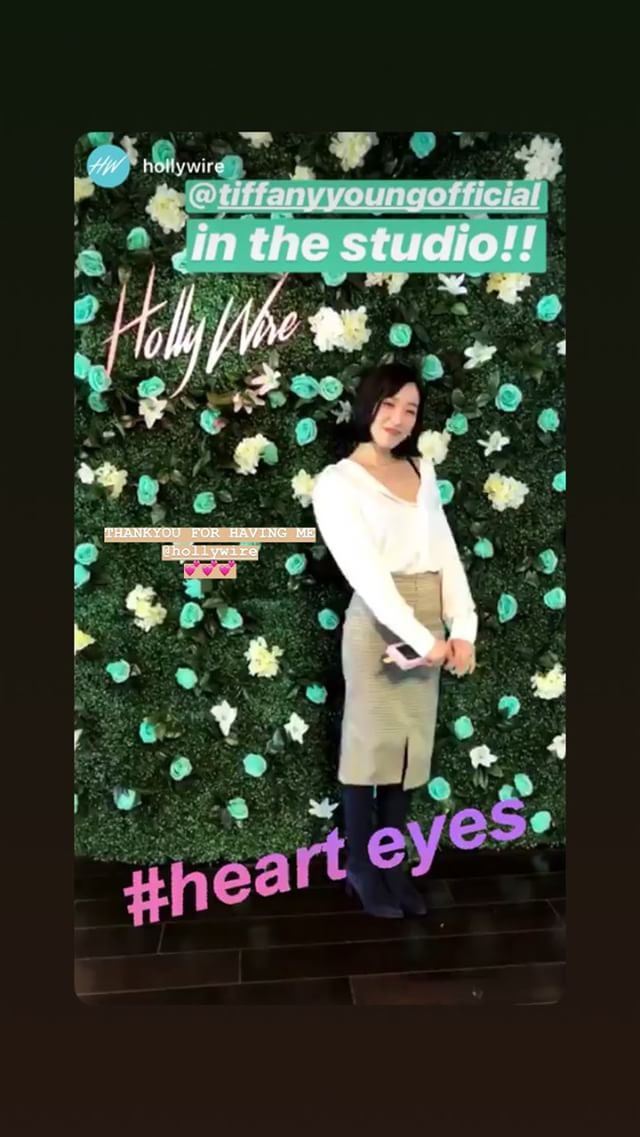 HW hollywire
@tiffanyyoungofficial
in the studio!!
Holly Wire
THANKYOU FOR HAVING ME
@hollywire
💕💕💕
#heart eyes